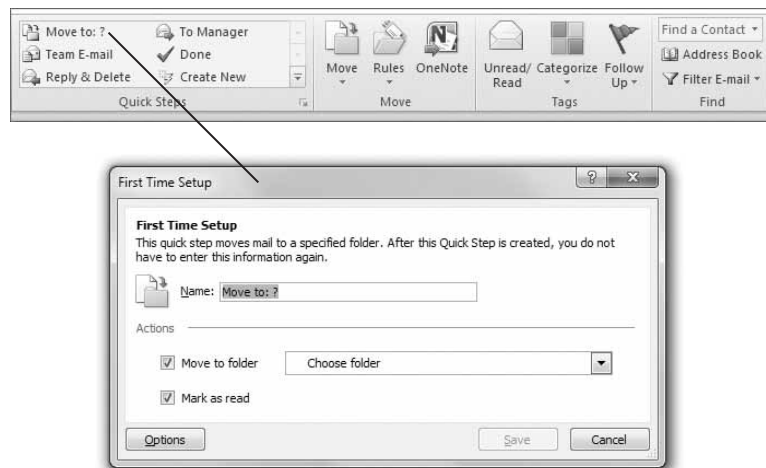 Move to: ?
To Manager
Team E-mail
Done
Reply & Delete
Create New
Quick Steps
Move
Rules
OneNote
Move
Unread/
Read
Categorize
Follow
Up
Tags
Find a Contact
Address Book
Filter E-mail
Find
First Time Setup
First Time Setup
This quick step moves mail to a specified folder. After this Quick Step is created, you do not
have to enter this information again.
Name: Move to: ?
Actions
Move to folder
Choose folder
Mark as read
Options
Save
Cancel